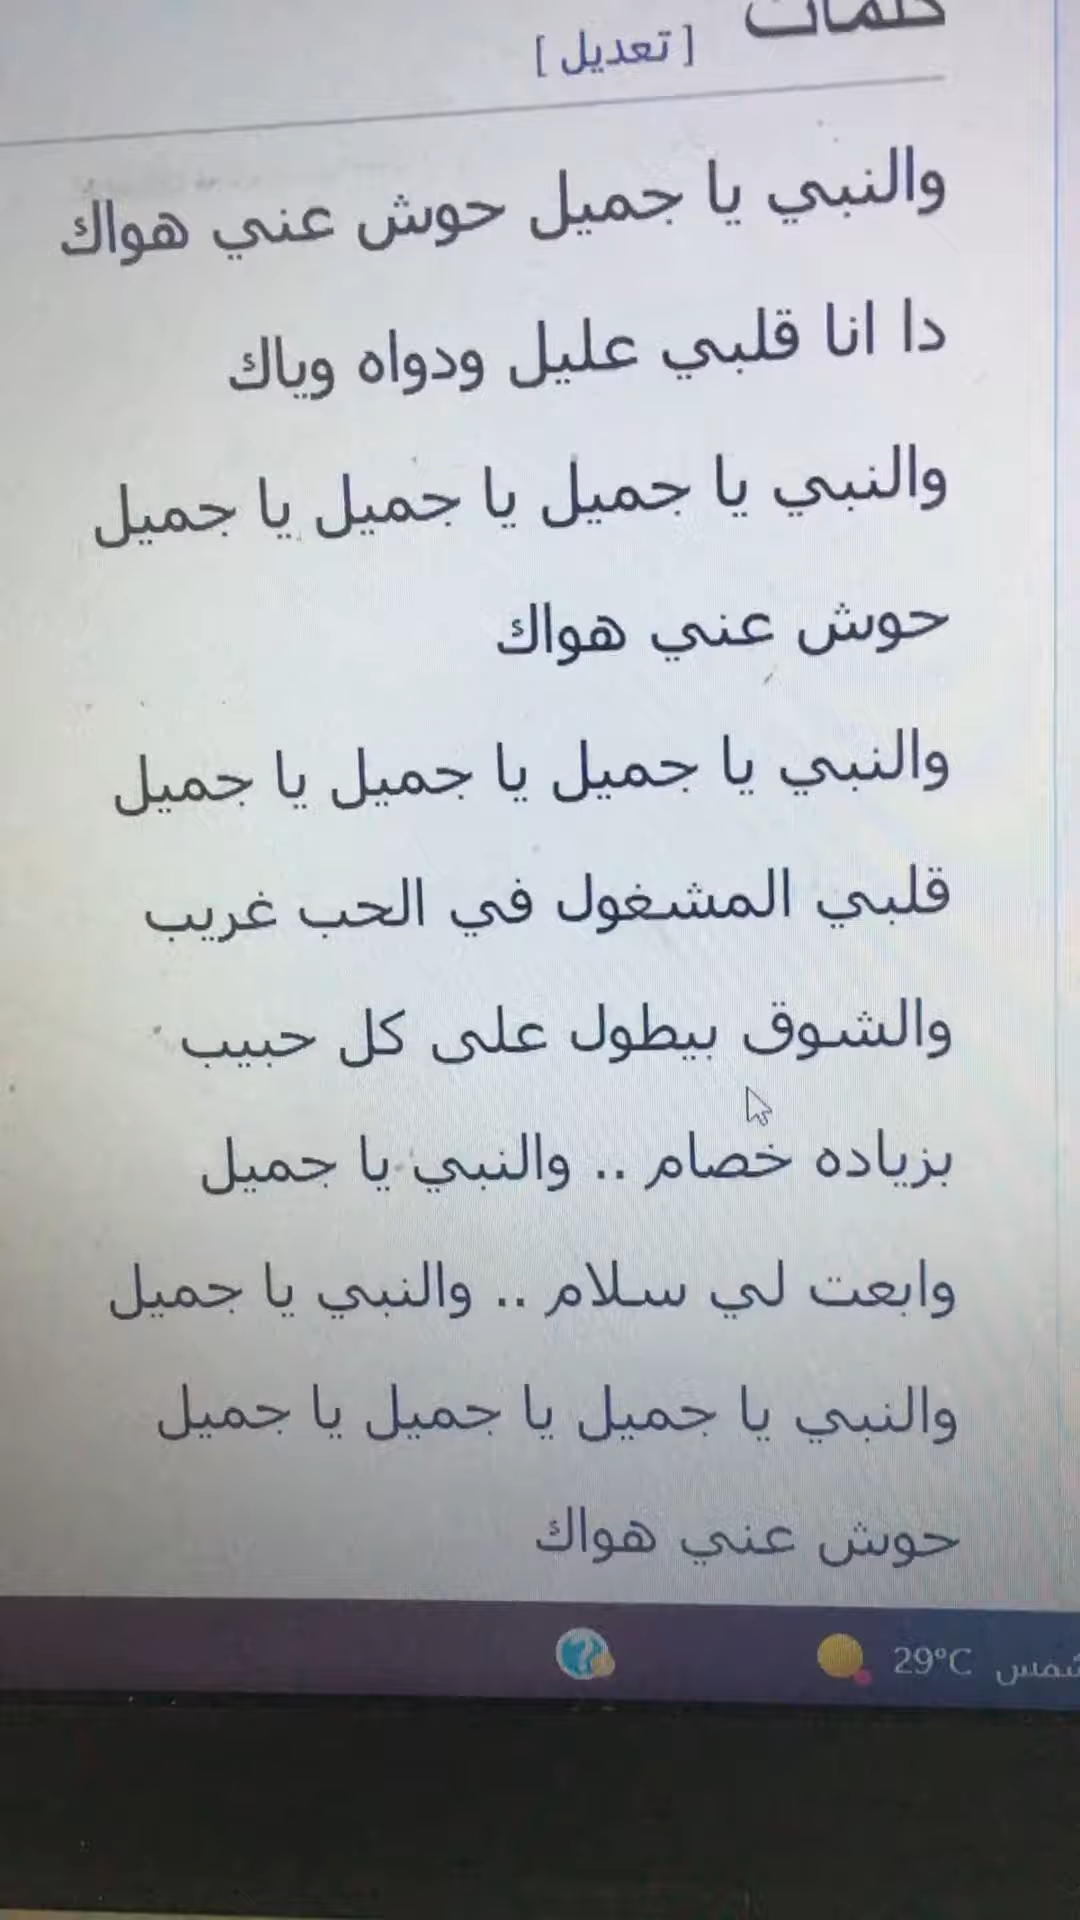 كلمات [ تعديل ]
والنبي يا جميل حوش عني هواك
دا انا قلبي عليل ودواه وياك
والنبي يا جميل يا جميل يا جميل
حوش عني هواك
والنبي يا جميل يا جميل يا جميل
قلبي المشغول في الحب غريب
والشوق بيطول على كل حبيب
بزياده خصام .. والنبي يا جميل
وابعت لي سلام .. والنبي يا جميل
والنبي يا جميل يا جميل يا جميل
حوش عني هواك
29°C